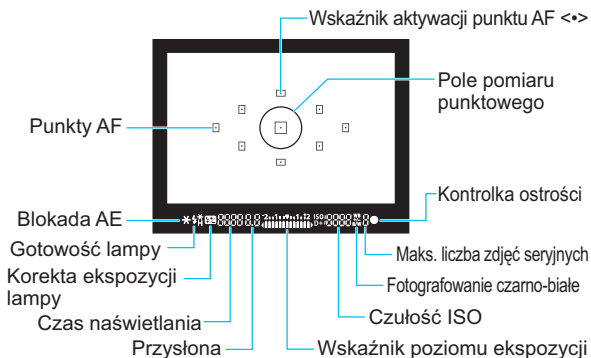 Wskaźnik aktywacji punktu AF <•>
Pole pomiaru
punktowego
Punkty AF
Kontrolka ostrości
Blokada AE
Gotowość lampy
Maks. liczba zdjęć seryjnych
Korekta ekspozycji
lampy
Fotografowanie czarno-białe
Czas naświetlania
Czułość ISO
Przysłona
Wskaźnik poziomu ekspozycji